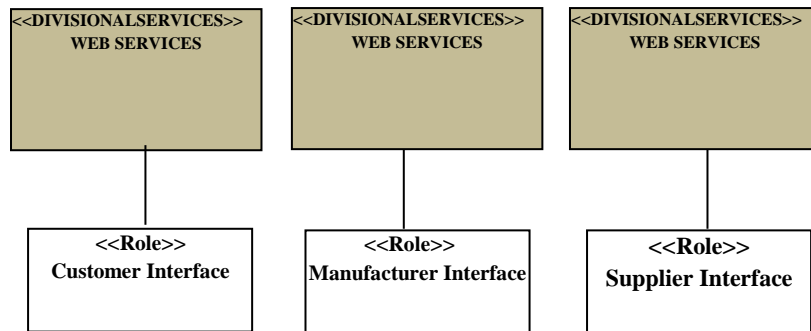 <<DIVISIONALSERVICES>>
WEB SERVICES
<<DIVISIONALSERVICES>>
WEB SERVICES
<<DIVISIONALSERVICES>>
WEB SERVICES
<<Role>>
Customer Interface
<<Role>>
Manufacturer Interface
<<Role>>
Supplier Interface